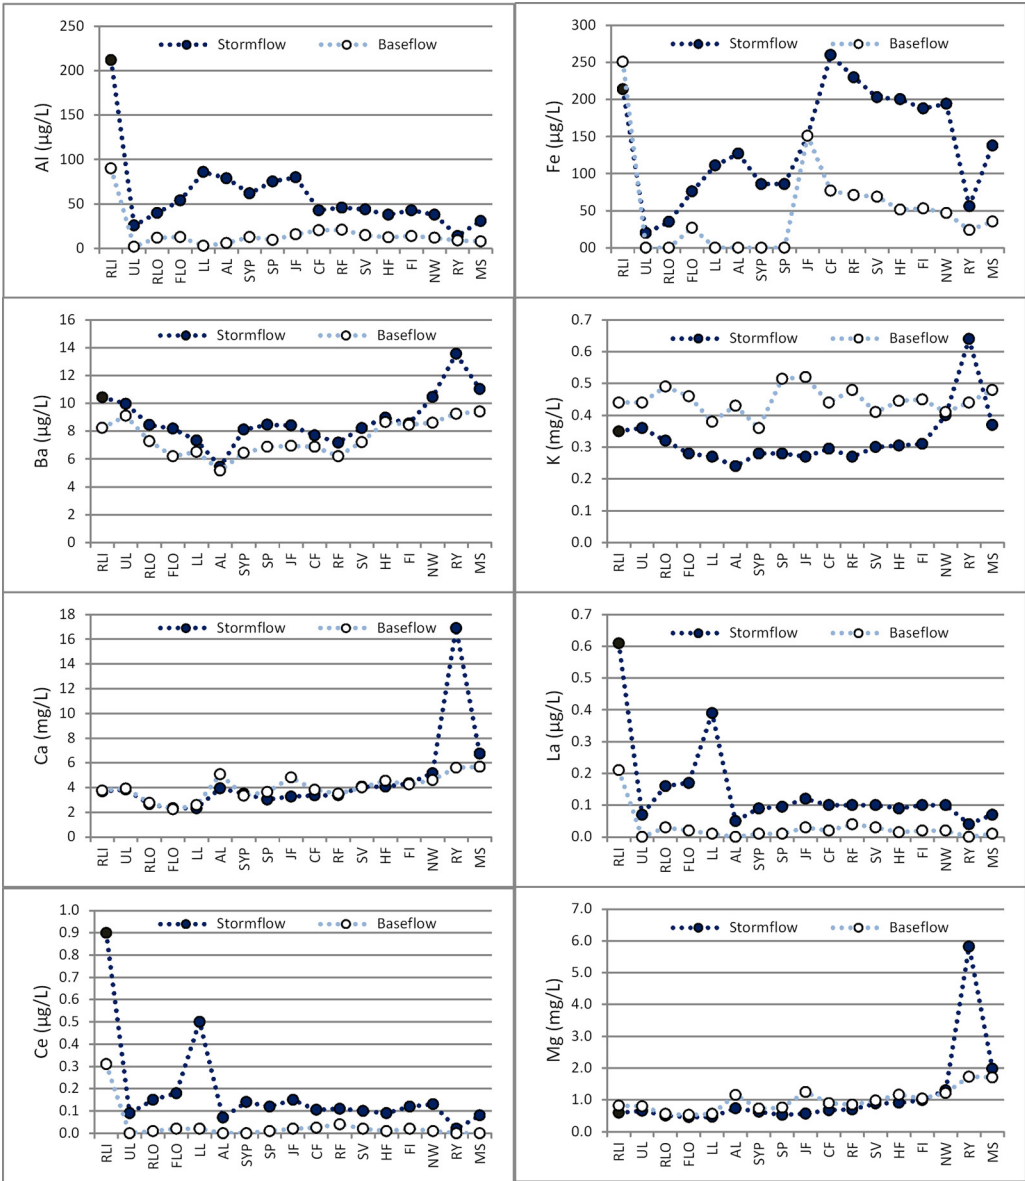 Al (µg/L)
250
200
150
100
50
0
Stormflow
Baseflow
RLI UL RLO FLO LL AL SYP SP JF CF RF SV HF FI NW RY MS
Fe (µg/L)
300
250
200
150
100
50
00
Stormflow
Baseflow
RLI UL RLO FLO LL AL SYP SP JF CF RF SV HF FI NW RY MS
Ba (µg/L)
16
14
12
10
8
6
4
2
0
Stormflow
Baseflow
RLI UL RLO FLO LL AL SYP SP JF CF RF SV HF FI NW RY MS
K (mg/L)
0.7
0.6
0.5
0.4
0.3
0.2
0.1
0.0
Stormflow
Baseflow
RLI UL RLO FLO LL AL SYP SP JF CF RF SV HF FI NW RY MS
Ca (mg/L)
18
16
14
12
10
8
6
4
2
0
Stormflow
Baseflow
RLI UL RLO FLO LL AL SYP SP JF CF RF SV HF FI NW RY MS
La (µg/L)
0.7
0.6
0.5
0.4
0.3
0.2
0.1
0.0
Stormflow
Baseflow
RLI UL RLO FLO LL AL SYP SP JF CF RF SV HF FI NW RY MS
Ce (µg/L)
1.0
0.9
0.8
0.7
0.6
0.5
0.4
0.3
0.2
0.1
0.0
Stormflow
Baseflow
RLI UL RLO FLO LL AL SYP SP JF CF RF SV HF FI NW RY MS
Mg (mg/L)
7.0
6.0
5.0
4.0
3.0
2.0
1.0
0.0
Stormflow
Baseflow
RLI UL RLO FLO LL AL SYP SP JF CF RF SV HF FI NW RY MS